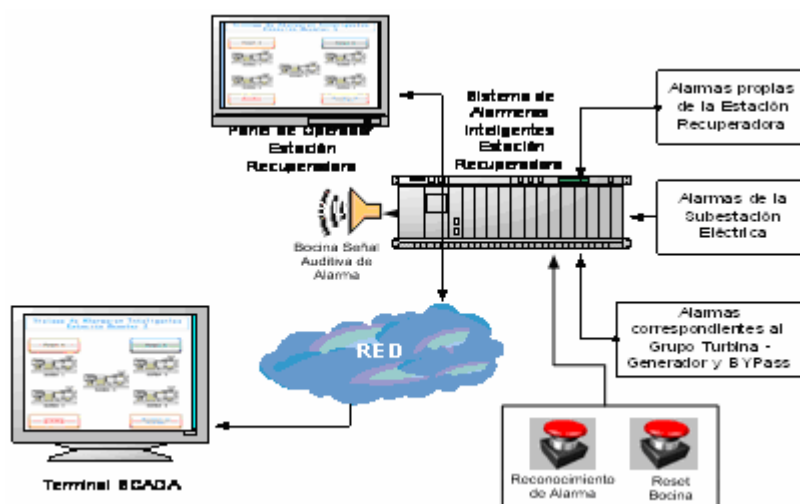 Panel de Operador
Estación
Recuperadora
Sistema de
Alarmeras
Inteligentes
Estación
Recuperadora
Alarmas propias
de la Estación
Recuperadora
Bocina Señal
Auditiva de
Alarma
Alarmas de la
Subestación
Eléctrica
RED
Alarmas
correspondientes al
Grupo Turbina -
Generador y BYPass
Terminal SCADA
Reconocimiento
de Alarma
Reset
Bocina